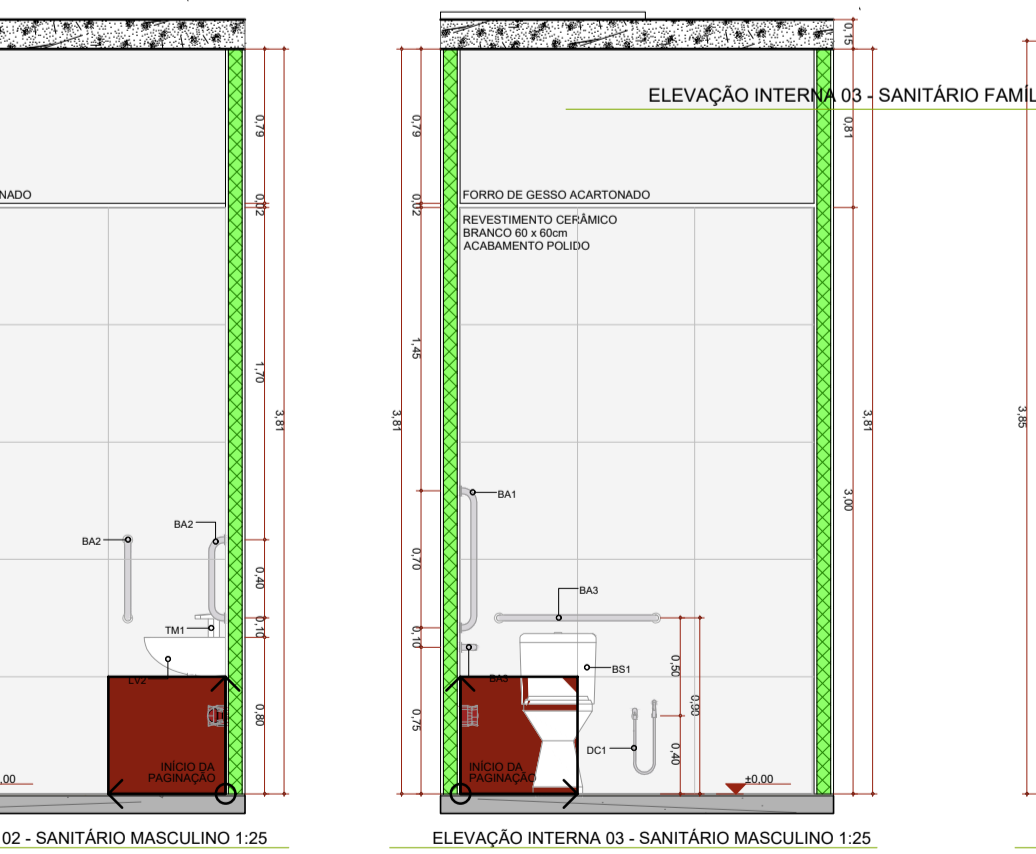 NADO
0,79
0,02
1,70
3,81
0,40
0,10
0,80
BA2
BA2
TM1
LV2
INÍCIO DA
PAGINAÇÃO
,00
02 - SANITÁRIO MASCULINO 1:25
0,79
0,02
1,45
3,81
0,70
0,10
0,75
FORRO DE GESSO ACARTONADO
REVESTIMENTO CERÂMICO
BRANCO 60 x 60cm
ACABAMENTO POLIDO
BA1
BA3
BS1
BA3
DC1
INÍCIO DA
PAGINAÇÃO
0,50
0,90
0,40
±0,00
0,15
0,81
3,81
3,00
ELEVAÇÃO INTERNA 03 - SANITÁRIO MASCULINO 1:25
ELEVAÇÃO INTERNA 03 - SANITÁRIO FAMÍL
3,85